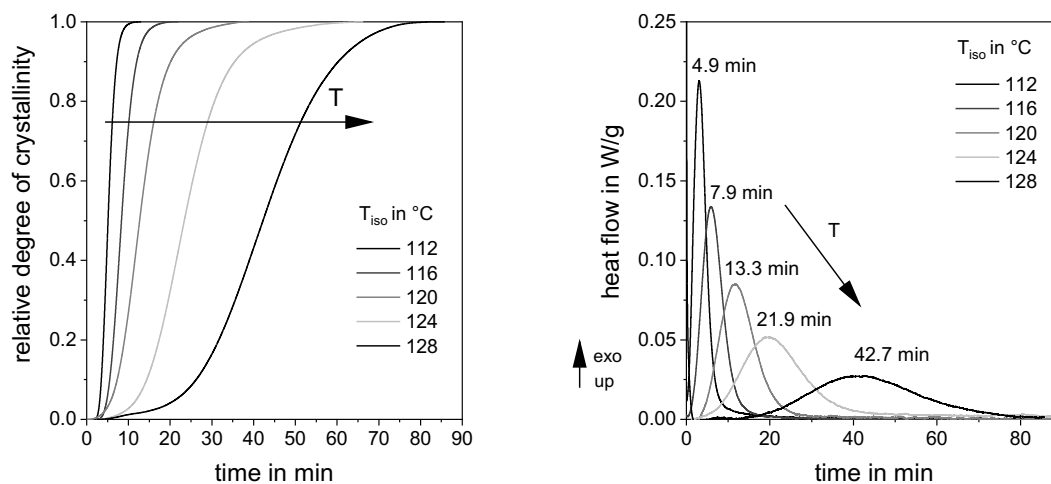 1.0
0.8
0.6
0.4
0.2
0.0
relative degree of crystallinity
T
T_iso in °C
112
116
120
124
128
0 10 20 30 40 50 60 70 80 90
time in min
0.25
0.20
0.15
0.10
0.05
0.00
heat flow in W/g
exo
up
4.9 min
7.9 min
13.3 min
21.9 min
42.7 min
T
T_iso in °C
112
116
120
124
128
0 20 40 60 80
time in min